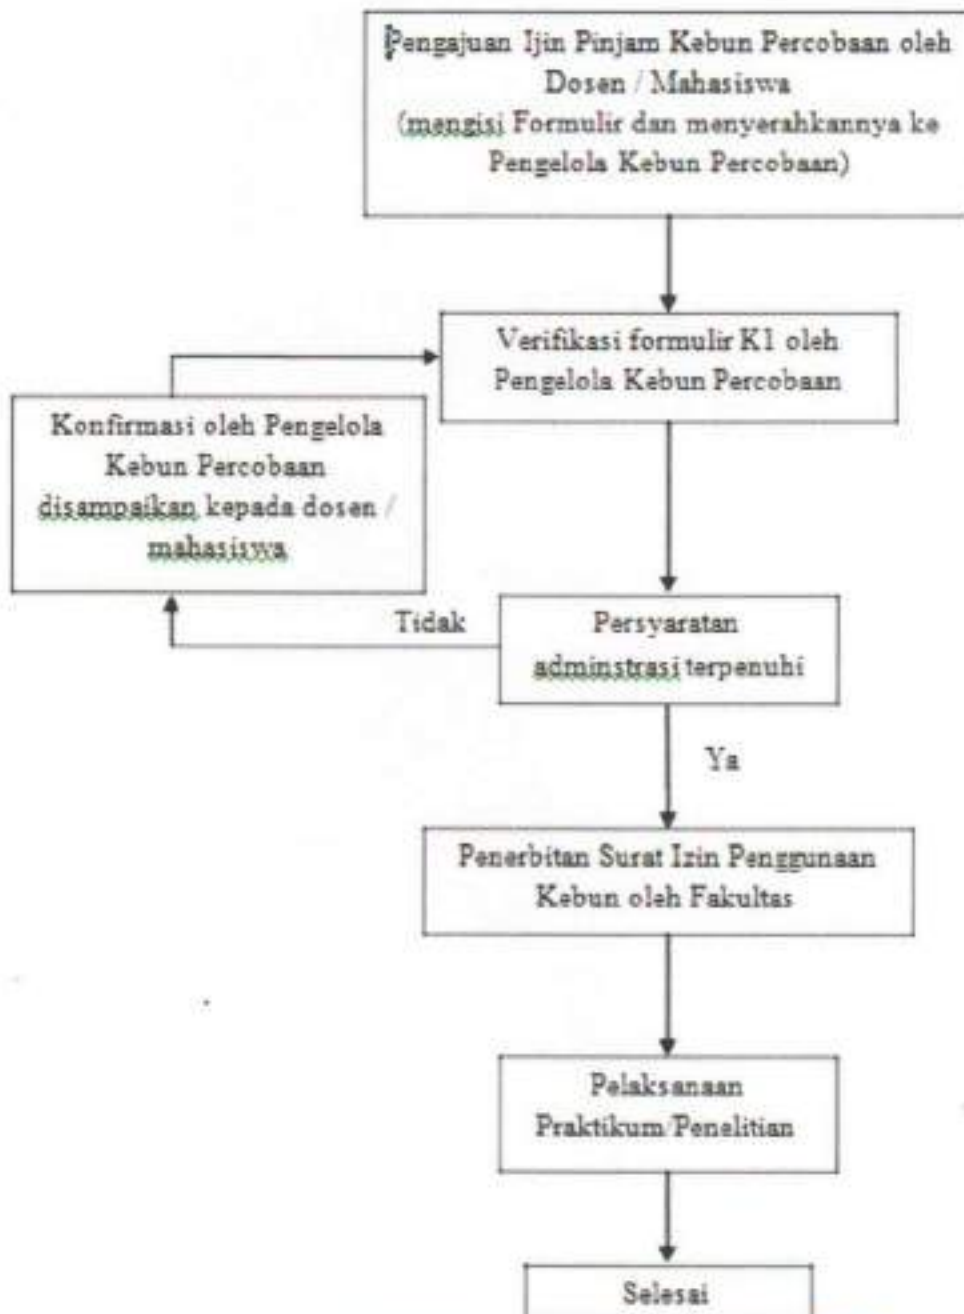 Pengajuan Ijin Pinjam Kebun Percobaan oleh
Dosen / Mahasiswa
(mengisi Formulir dan menyerahkannya ke
Pengelola Kebun Percobaan)
Verifikasi formulir K1 oleh
Pengelola Kebun Percobaan
Konfirmasi oleh Pengelola
Kebun Percobaan
disampaikan kepada dosen /
mahasiswa
Tidak
Persyaratan
adminstrasi terpenuhi
Ya
Penerbitan Surat Izin Penggunaan
Kebun oleh Fakultas
Pelaksanaan
Praktikum/Penelitian
Selesai